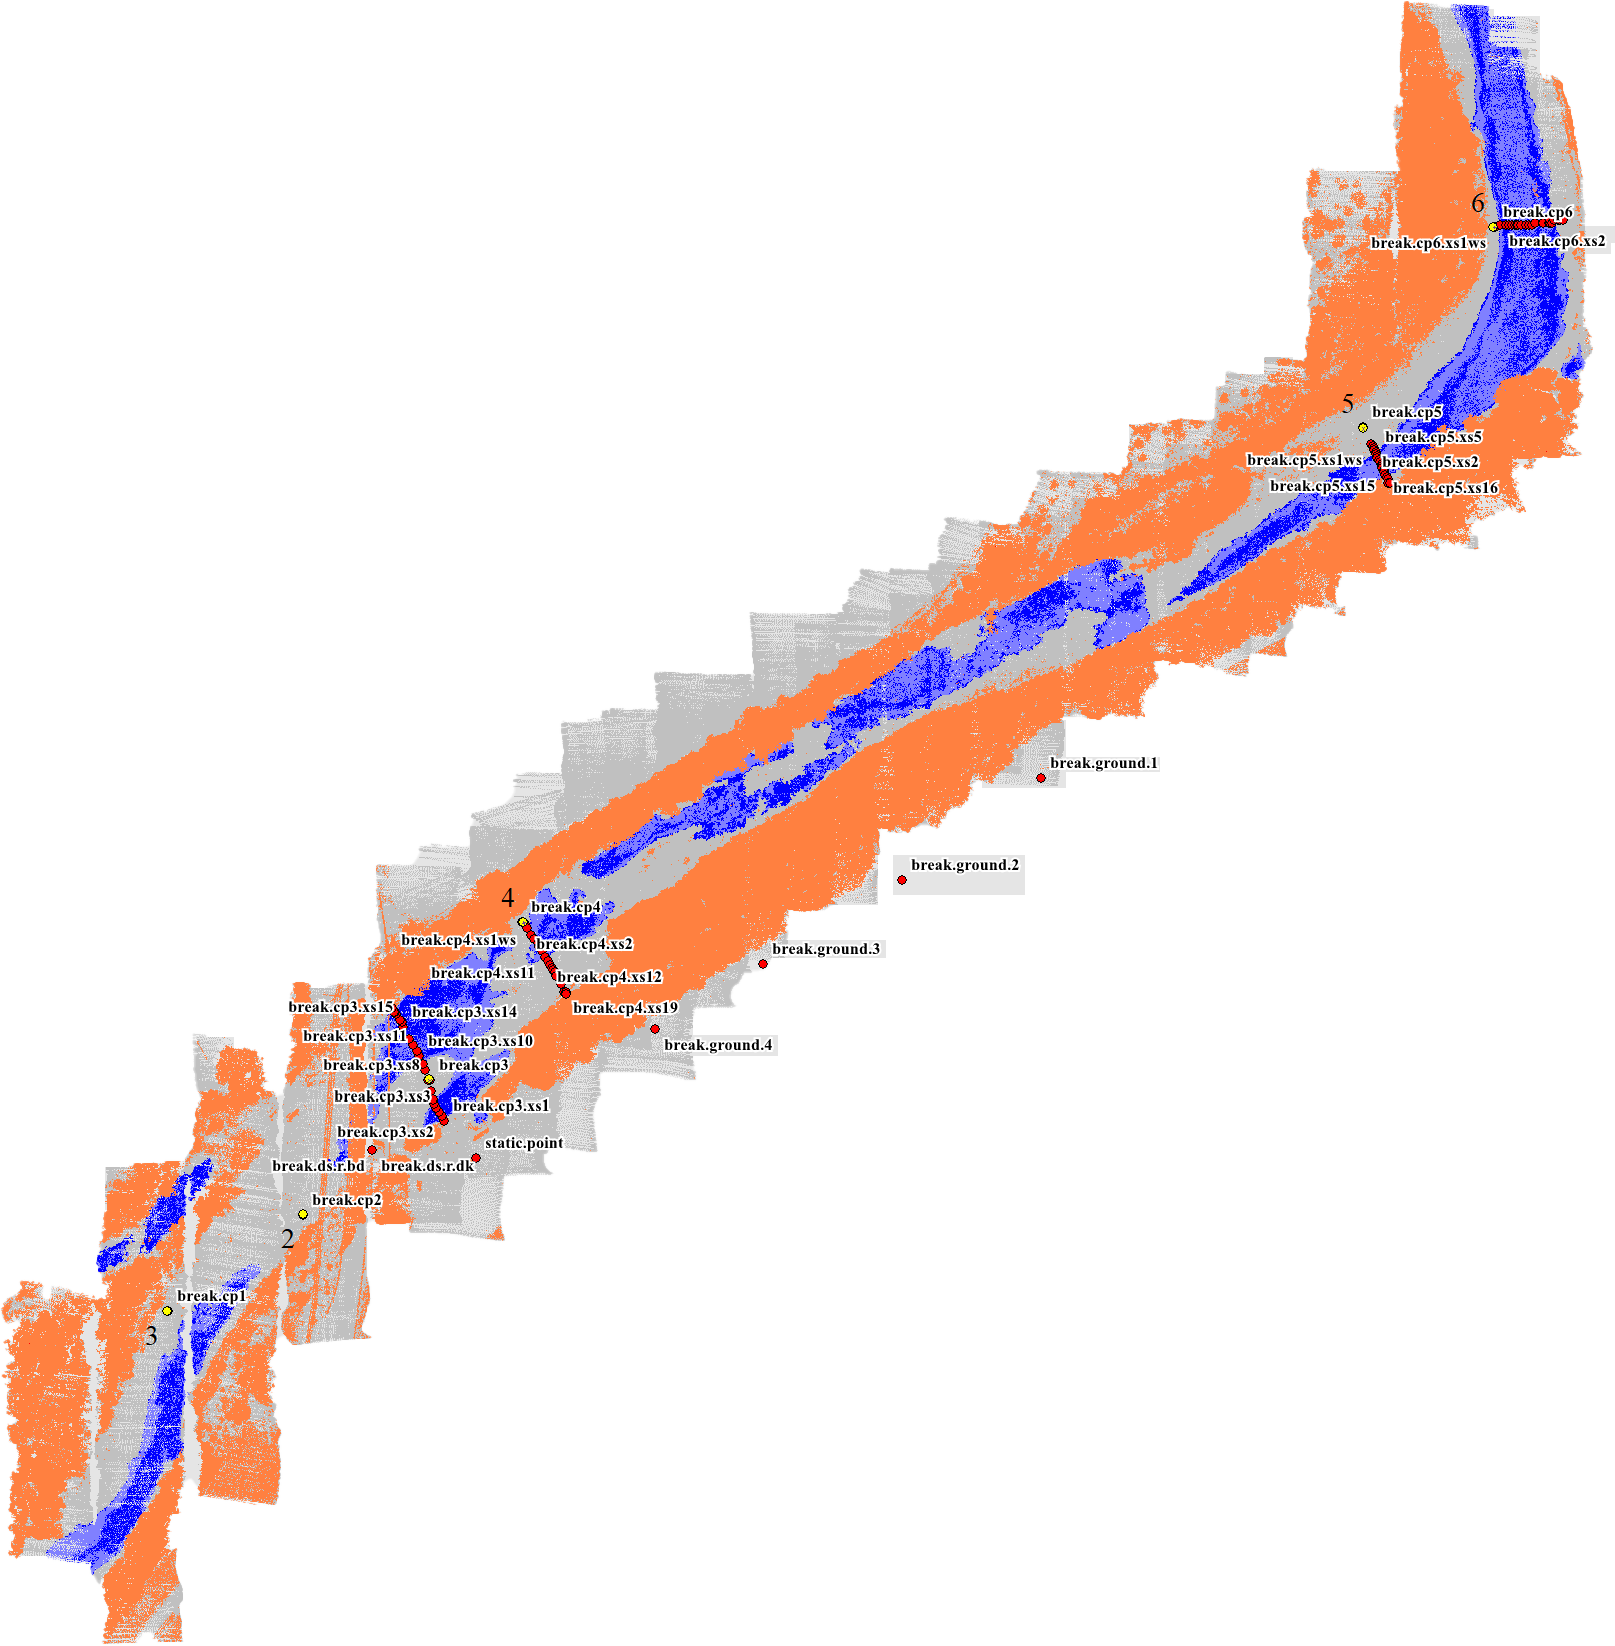 6
break.cp6
break.cp6.xs1ws
break.cp6.xs2
5
break.cp5
break.cp5.xs5
break.cp5.xs1ws
break.cp5.xs2
break.cp5.xs15
break.cp5.xs16
break.ground.1
break.ground.2
4
break.cp4
break.cp4.xs1ws
break.cp4.xs2
break.ground.3
break.cp4.xs11
break.cp4.xs12
break.cp3.xs15
break.cp3.xs14
break.cp4.xs19
break.cp3.xs11
break.cp3.xs10
break.ground.4
break.cp3.xs8
break.cp3
break.cp3.xs3
break.cp3.xs1
break.cp3.xs2
static.point
break.ds.r.bd
break.ds.r.dk
break.cp2
2
break.cp1
3